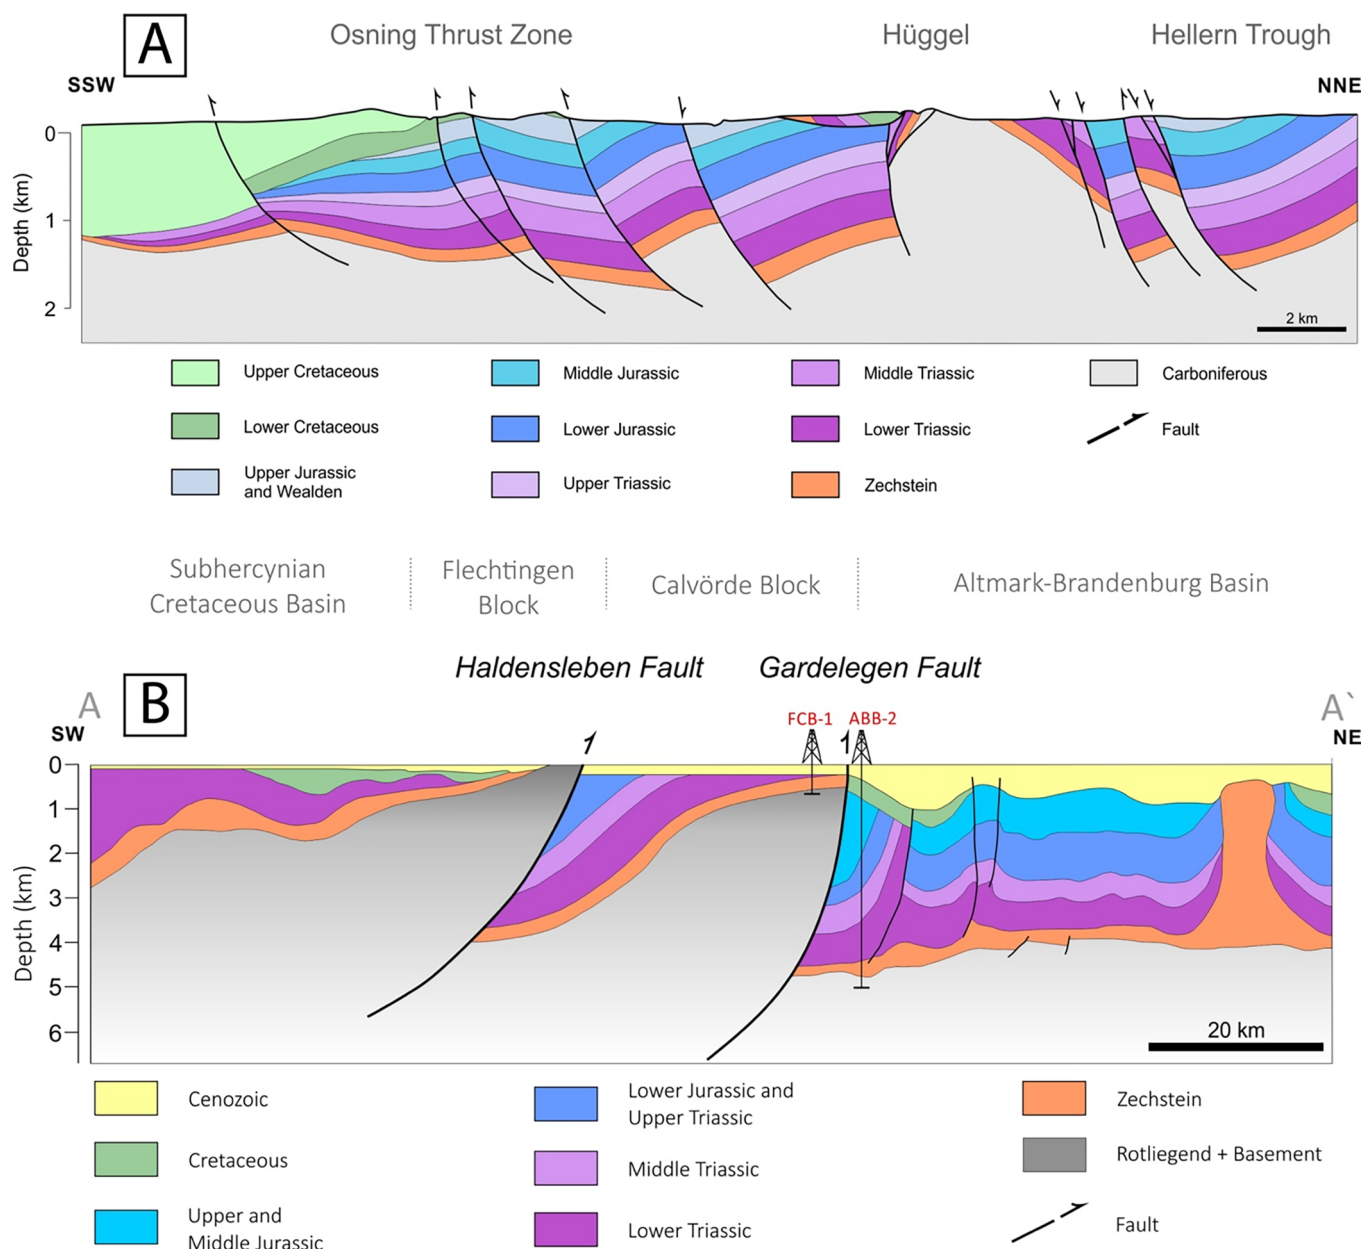 A
Osning Thrust Zone
Hüggel
Hellern Trough
SSW
NNE
0
1
2
Depth (km)
2 km
Upper Cretaceous
Middle Jurassic
Middle Triassic
Carboniferous
Lower Cretaceous
Lower Jurassic
Lower Triassic
Fault
Upper Jurassic
and Wealden
Upper Triassic
Zechstein
Subhercynian
Cretaceous Basin
Flechtingen
Block
Calvörde Block
Altmark-Brandenburg Basin
Haldensleben Fault
Gardelegen Fault
A
B
A`
SW
FCB-1
ABB-2
NE
0
1
2
3
4
5
6
Depth (km)
20 km
Cenozoic
Lower Jurassic and
Upper Triassic
Zechstein
Cretaceous
Middle Triassic
Rotliegend + Basement
Upper and
Middle Jurassic
Lower Triassic
Fault